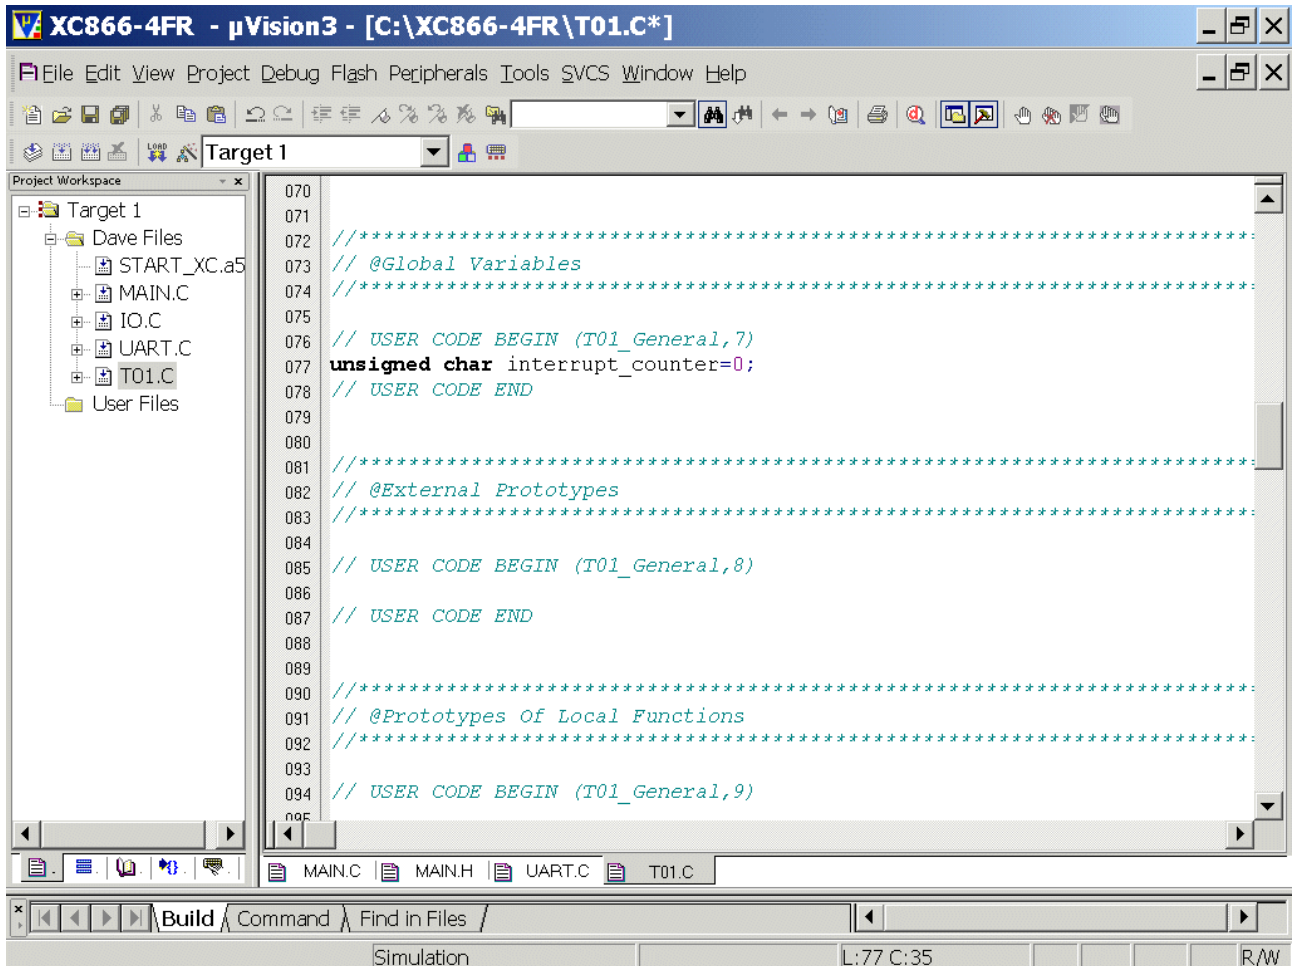 XC866-4FR - µVision3 - [C:\XC866-4FR\T01.C*]
File Edit View Project Debug Flash Peripherals Tools SVCS Window Help
LOAD Target 1
Project Workspace
Target 1
Dave Files
START_XC.a5
MAIN.C
IO.C
UART.C
T01.C
User Files
070
071
072 //************************************************************************
073 // @Global Variables
074 //************************************************************************
075
076 // USER CODE BEGIN (T01_General,7)
077 unsigned char interrupt_counter=0;
078 // USER CODE END
079
080
081 //************************************************************************
082 // @External Prototypes
083 //************************************************************************
084
085 // USER CODE BEGIN (T01_General,8)
086
087 // USER CODE END
088
089
090 //************************************************************************
091 // @Prototypes Of Local Functions
092 //************************************************************************
093
094 // USER CODE BEGIN (T01_General,9)
095
MAIN.C MAIN.H UART.C T01.C
Build Command Find in Files
Simulation L:77 C:35 R/W